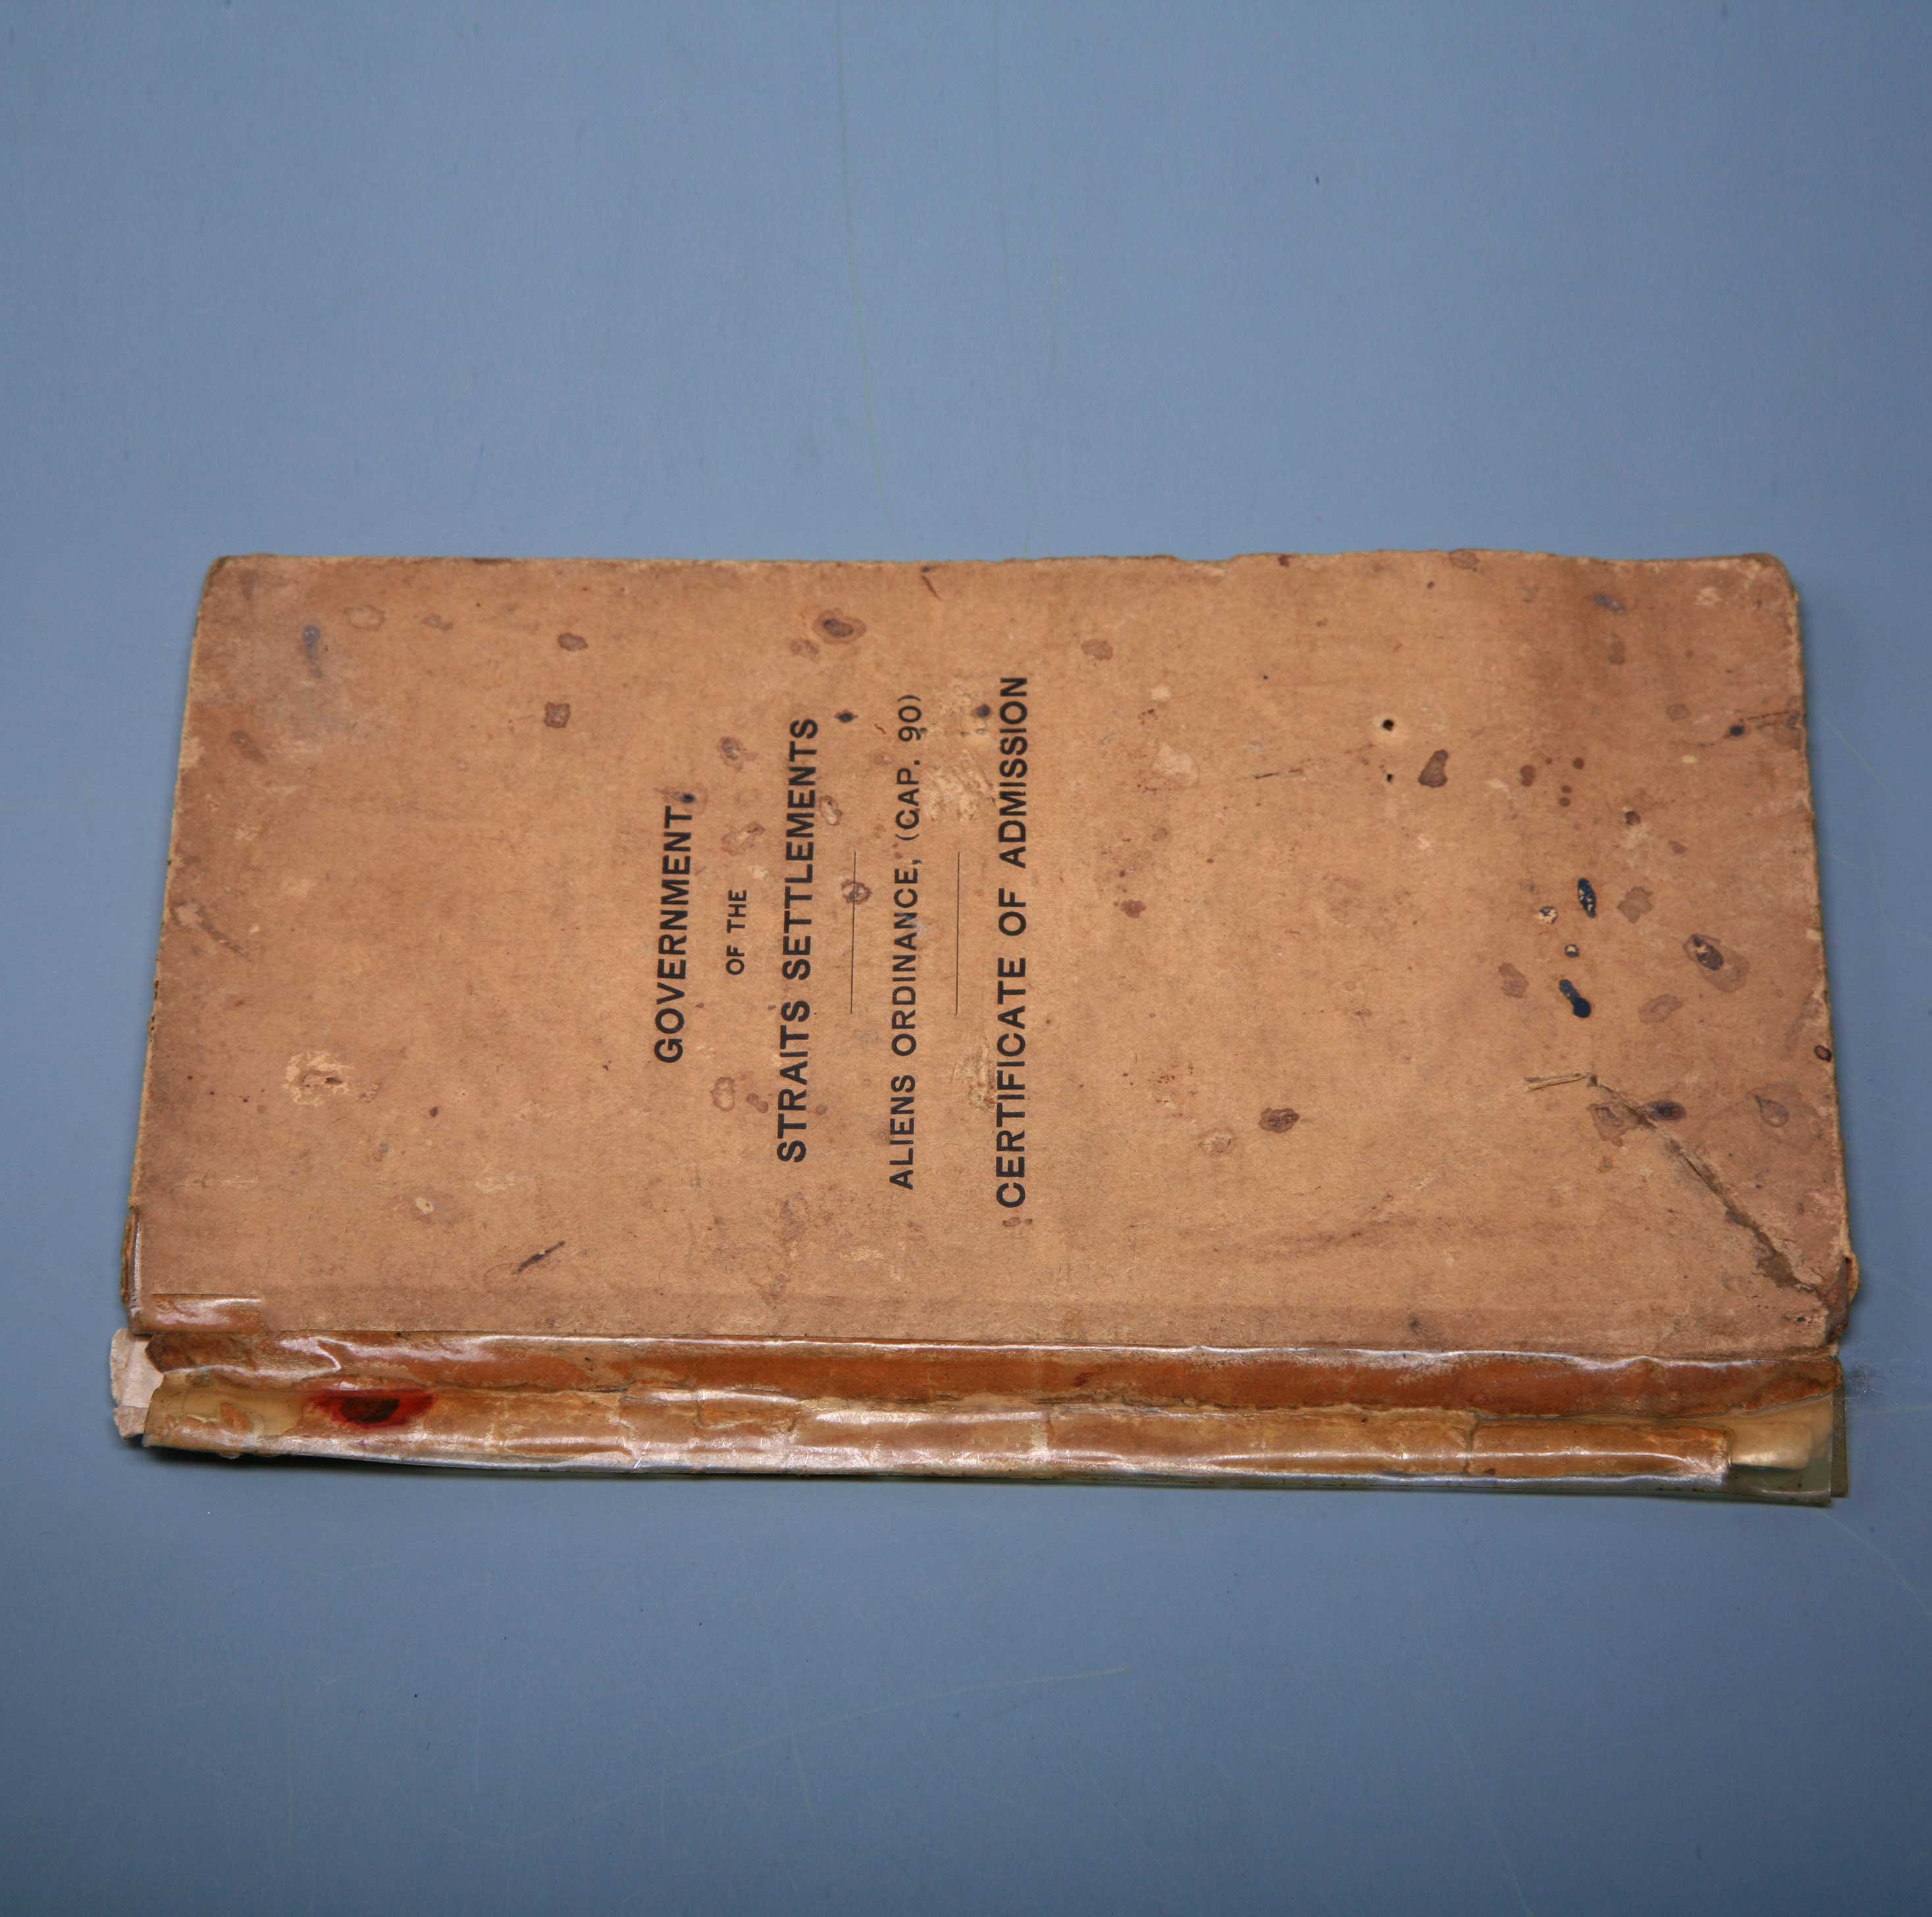 GOVERNMENT
OF THE
STRAITS SETTLEMENTS
ALIENS ORDINANCE, (CAP. 90)
CERTIFICATE OF ADMISSION